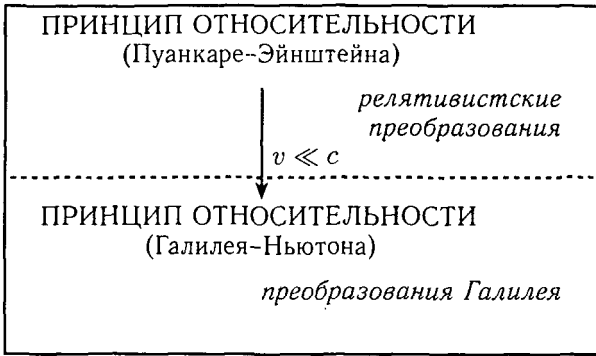 ПРИНЦИП ОТНОСИТЕЛЬНОСТИ
(Пуанкаре–Эйнштейна)
релятивистские
преобразования
v ≪ c
ПРИНЦИП ОТНОСИТЕЛЬНОСТИ
(Галилея–Ньютона)
преобразования Галилея